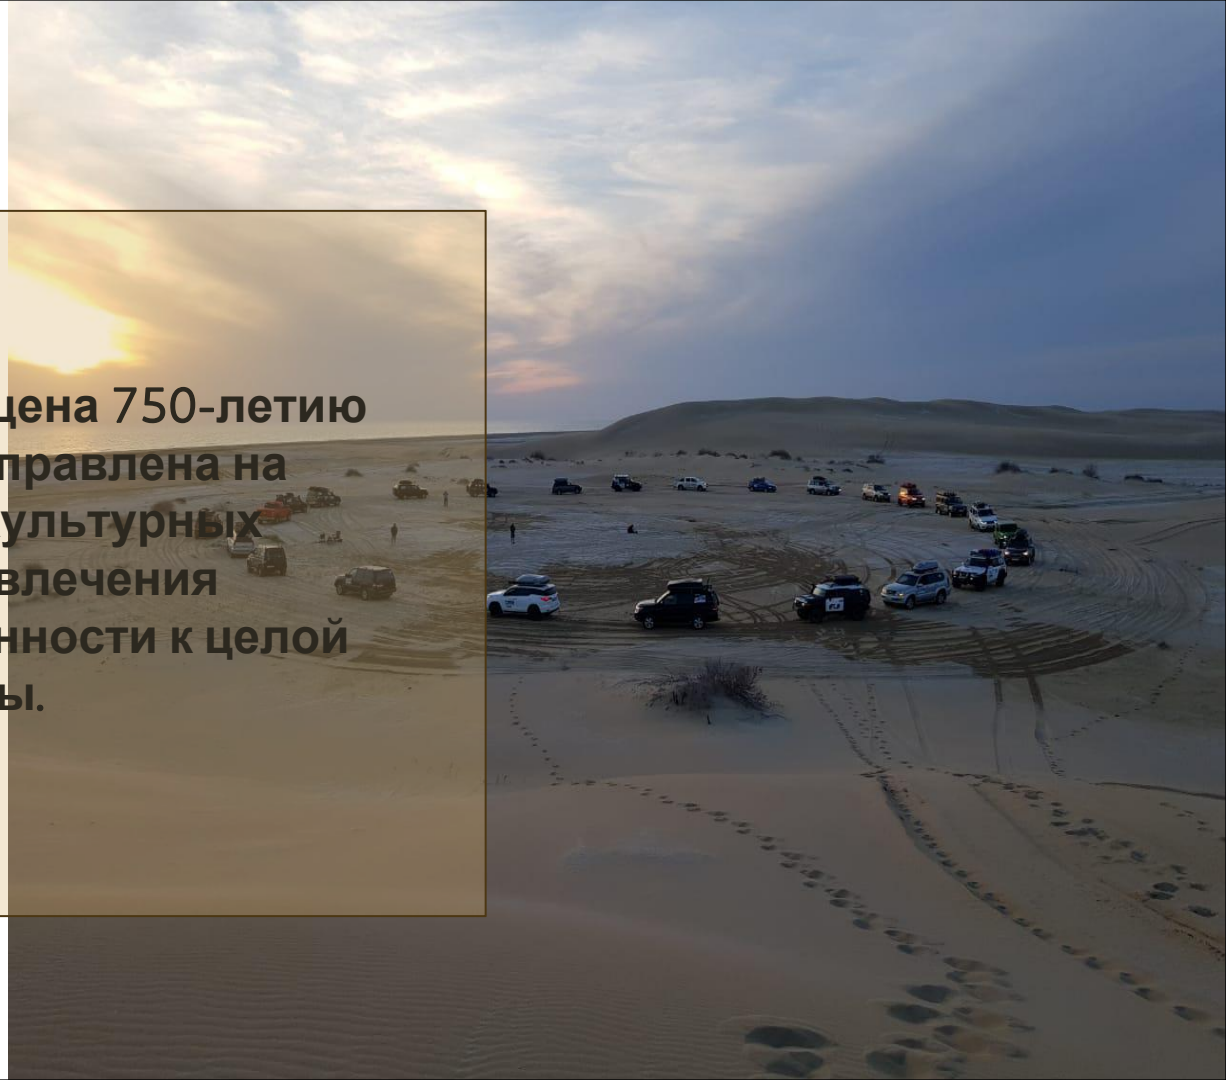 цена 750-летию
правлена на
ультурных
влечения
нности к целой
ы.